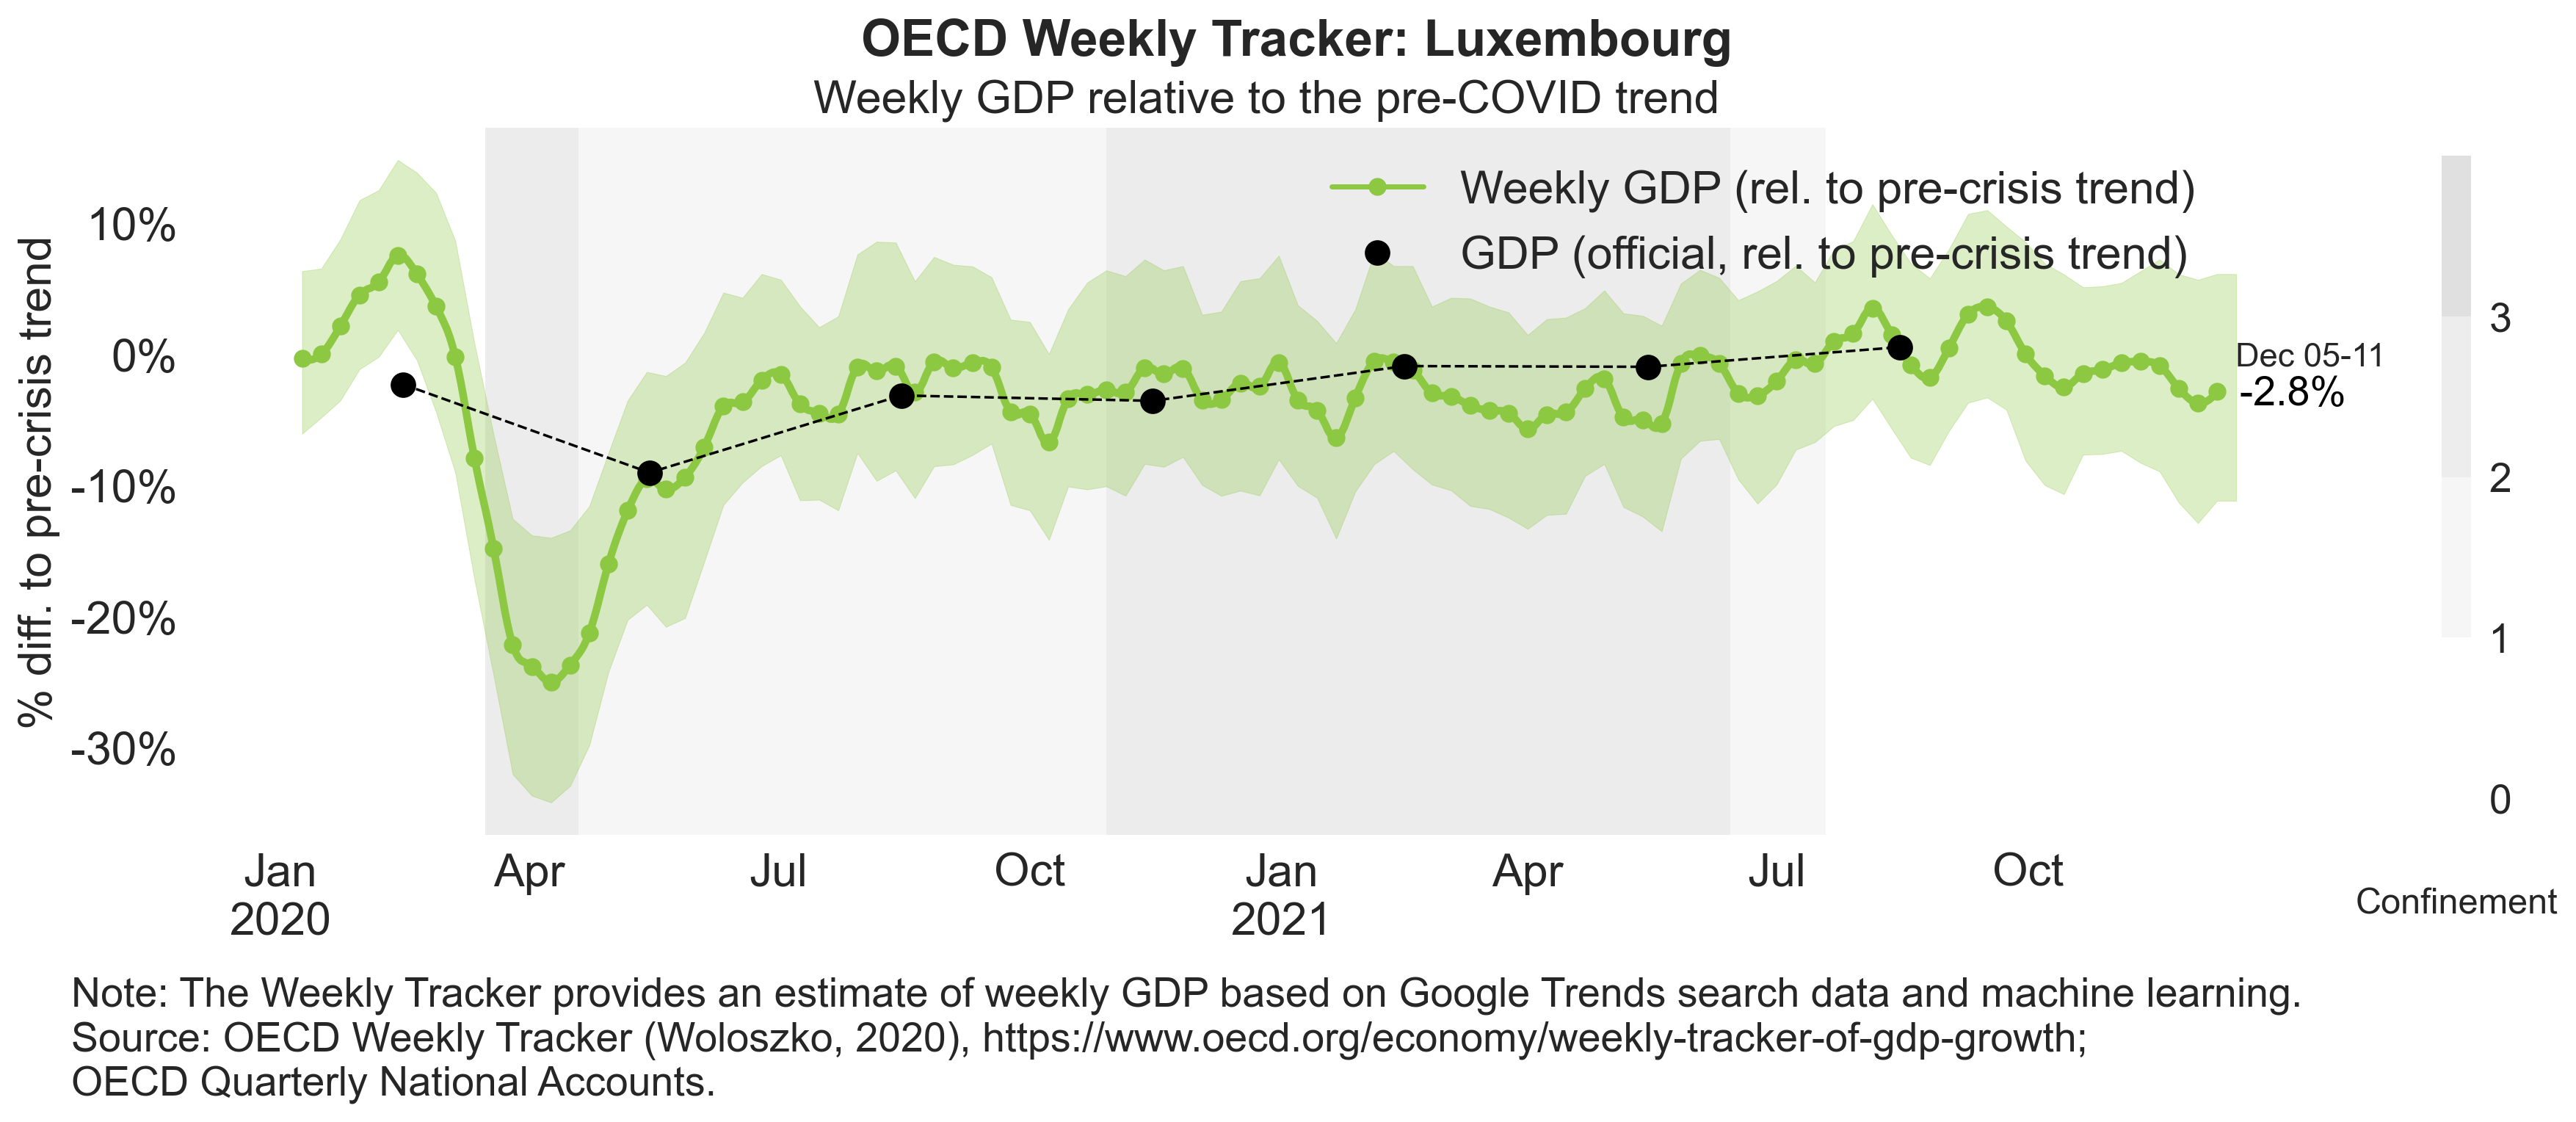 OECD Weekly Tracker: Luxembourg
Weekly GDP relative to the pre-COVID trend
% diff. to pre-crisis trend
10%
0%
-10%
-20%
-30%
Weekly GDP (rel. to pre-crisis trend)
GDP (official, rel. to pre-crisis trend)
Dec 05-11
-2.8%
3
2
1
0
Confinement
Jan Apr Jul Oct Jan Apr Jul Oct
2020 2021
Note: The Weekly Tracker provides an estimate of weekly GDP based on Google Trends search data and machine learning.
Source: OECD Weekly Tracker (Woloszko, 2020), https://www.oecd.org/economy/weekly-tracker-of-gdp-growth;
OECD Quarterly National Accounts.